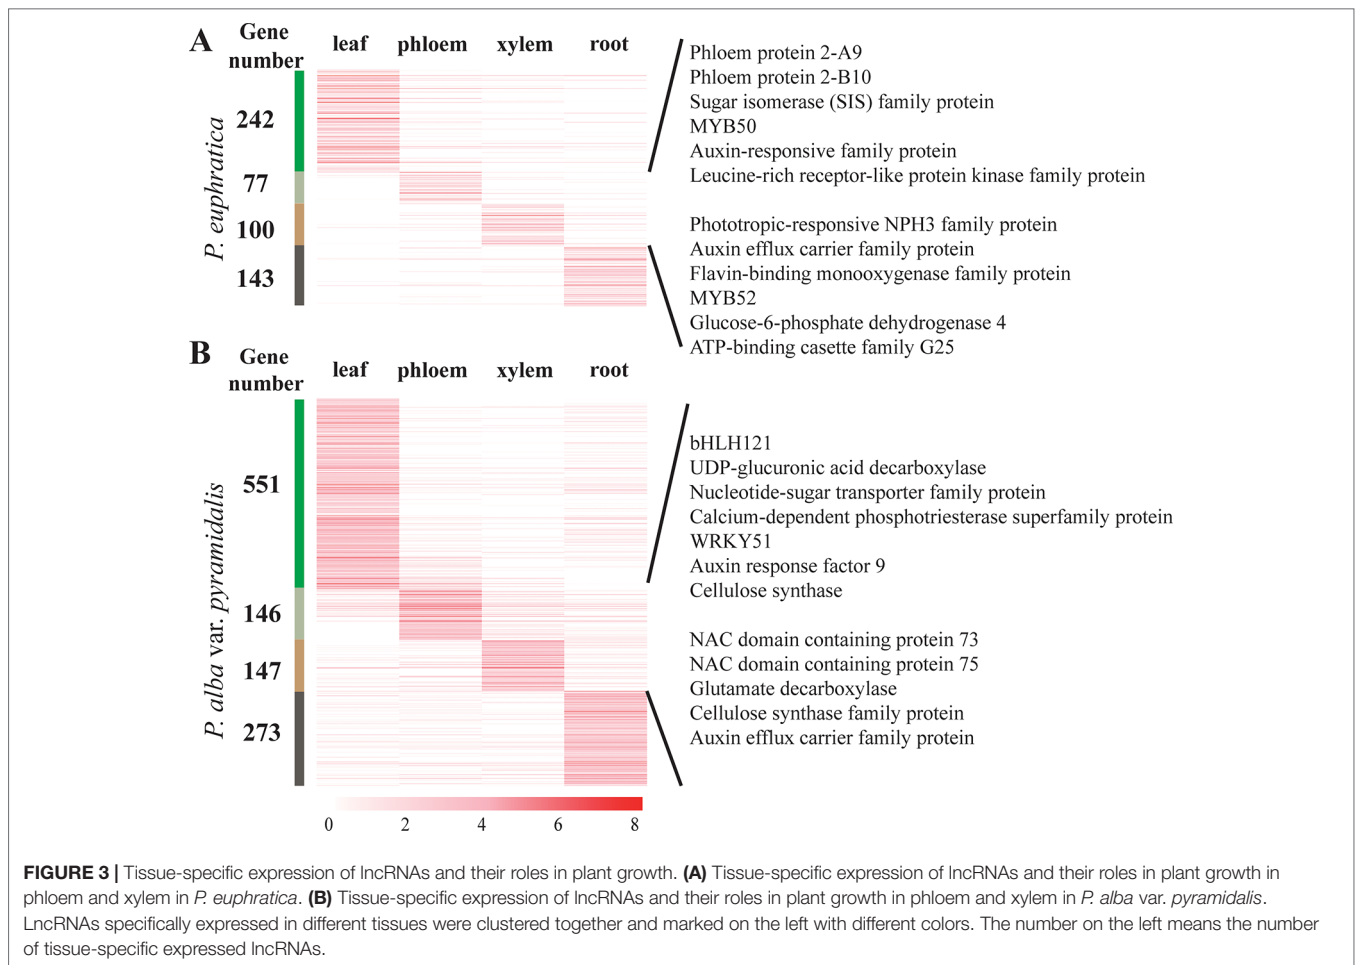 A
Gene
number
leaf phloem xylem root
P. euphratica
242
77
100
143
Phloem protein 2-A9
Phloem protein 2-B10
Sugar isomerase (SIS) family protein
MYB50
Auxin-responsive family protein
Leucine-rich receptor-like protein kinase family protein
Phototropic-responsive NPH3 family protein
Auxin efflux carrier family protein
Flavin-binding monooxygenase family protein
MYB52
Glucose-6-phosphate dehydrogenase 4
ATP-binding casette family G25
B
Gene
number
leaf phloem xylem root
P. alba var. pyramidalis
551
146
147
273
bHLH121
UDP-glucuronic acid decarboxylase
Nucleotide-sugar transporter family protein
Calcium-dependent phosphotriesterase superfamily protein
WRKY51
Auxin response factor 9
Cellulose synthase
NAC domain containing protein 73
NAC domain containing protein 75
Glutamate decarboxylase
Cellulose synthase family protein
Auxin efflux carrier family protein
0 2 4 6 8
FIGURE 3 | Tissue-specific expression of lncRNAs and their roles in plant growth. (A) Tissue-specific expression of lncRNAs and their roles in plant growth in
phloem and xylem in P. euphratica. (B) Tissue-specific expression of lncRNAs and their roles in plant growth in phloem and xylem in P. alba var. pyramidalis.
LncRNAs specifically expressed in different tissues were clustered together and marked on the left with different colors. The number on the left means the number
of tissue-specific expressed lncRNAs.